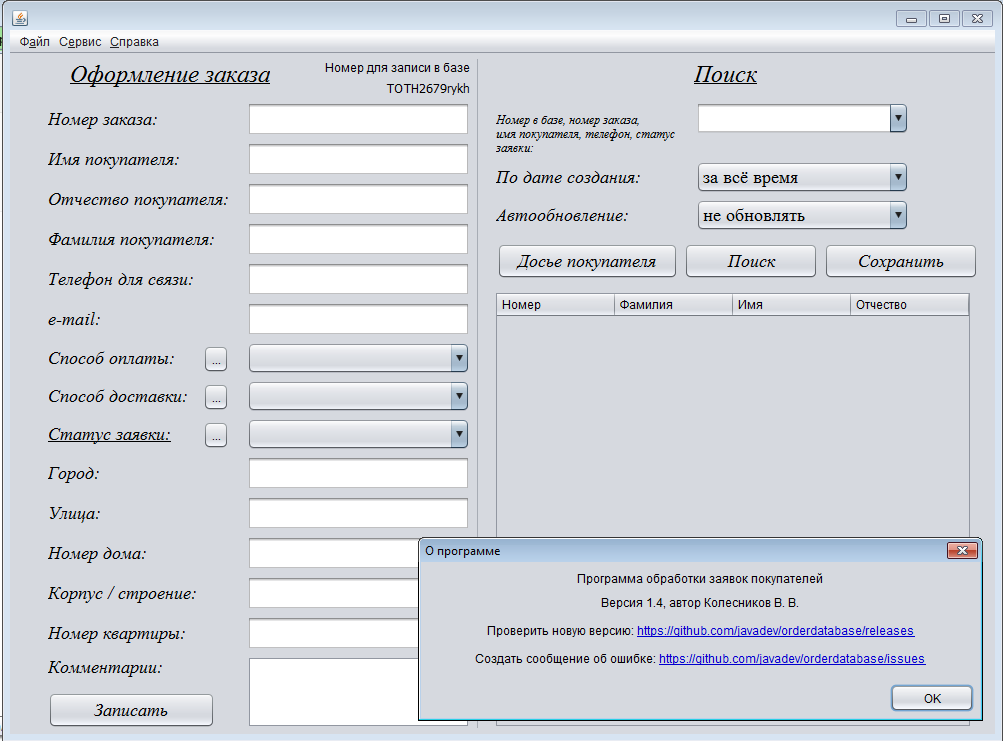 Файл Сервис Справка
Оформление заказа
Номер для записи в базе
TOTH2679rykh
Номер заказа:
Имя покупателя:
Отчество покупателя:
Фамилия покупателя:
Телефон для связи:
e-mail:
Способ оплаты: ...
Способ доставки: ...
Статус заявки: ...
Город:
Улица:
Номер дома:
Корпус / строение:
Номер квартиры:
Комментарии:
Записать
Поиск
Номер в базе, номер заказа,
имя покупателя, телефон, статус
заявки:
По дате создания: за всё время
Автообновление: не обновлять
Досье покупателя Поиск Сохранить
Номер Фамилия Имя Отчество
О программе
Программа обработки заявок покупателей
Версия 1.4, автор Колесников В. В.
Проверить новую версию: https://github.com/javadev/orderdatabase/releases
Создать сообщение об ошибке: https://github.com/javadev/orderdatabase/issues
OK